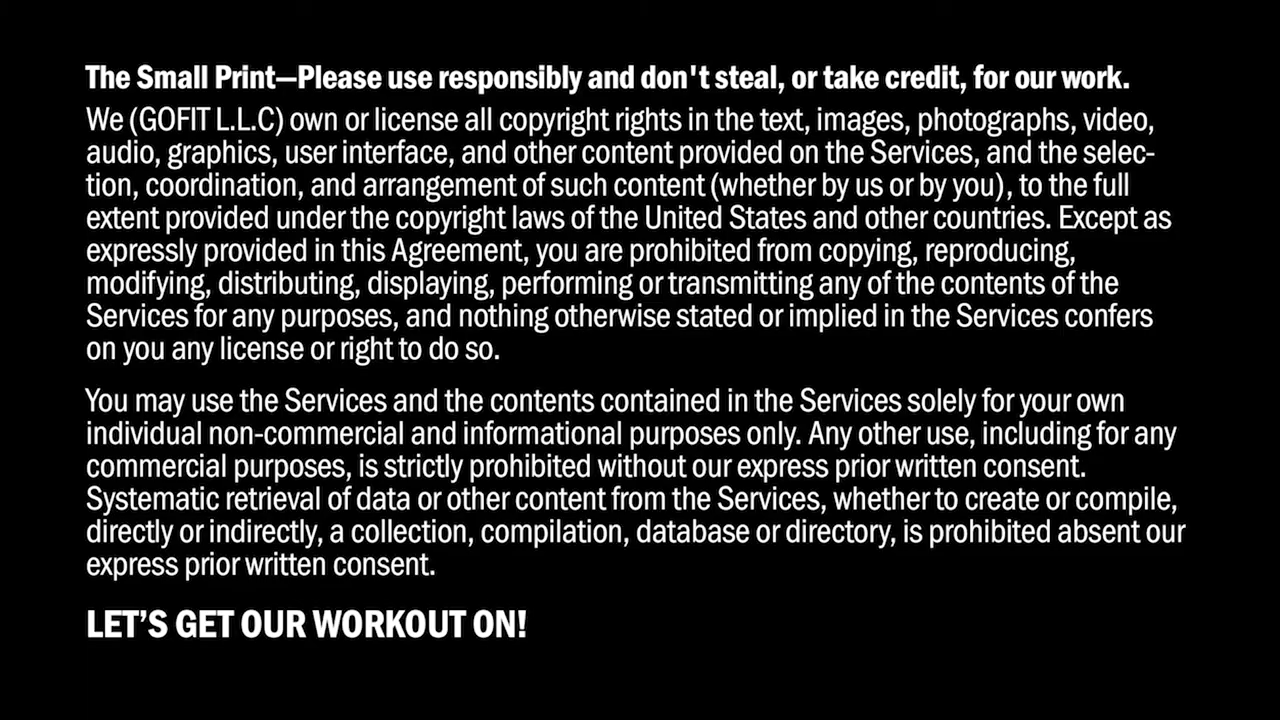 The Small Print—Please use responsibly and don't steal, or take credit, for our work.
We (GOFIT L.L.C) own or license all copyright rights in the text, images, photographs, video,
audio, graphics, user interface, and other content provided on the Services, and the selec-
tion, coordination, and arrangement of such content (whether by us or by you), to the full
extent provided under the copyright laws of the United States and other countries. Except as
expressly provided in this Agreement, you are prohibited from copying, reproducing,
modifying, distributing, displaying, performing or transmitting any of the contents of the
Services for any purposes, and nothing otherwise stated or implied in the Services confers
on you any license or right to do so.
You may use the Services and the contents contained in the Services solely for your own
individual non-commercial and informational purposes only. Any other use, including for any
commercial purposes, is strictly prohibited without our express prior written consent.
Systematic retrieval of data or other content from the Services, whether to create or compile,
directly or indirectly, a collection, compilation, database or directory, is prohibited absent our
express prior written consent.
LET’S GET OUR WORKOUT ON!